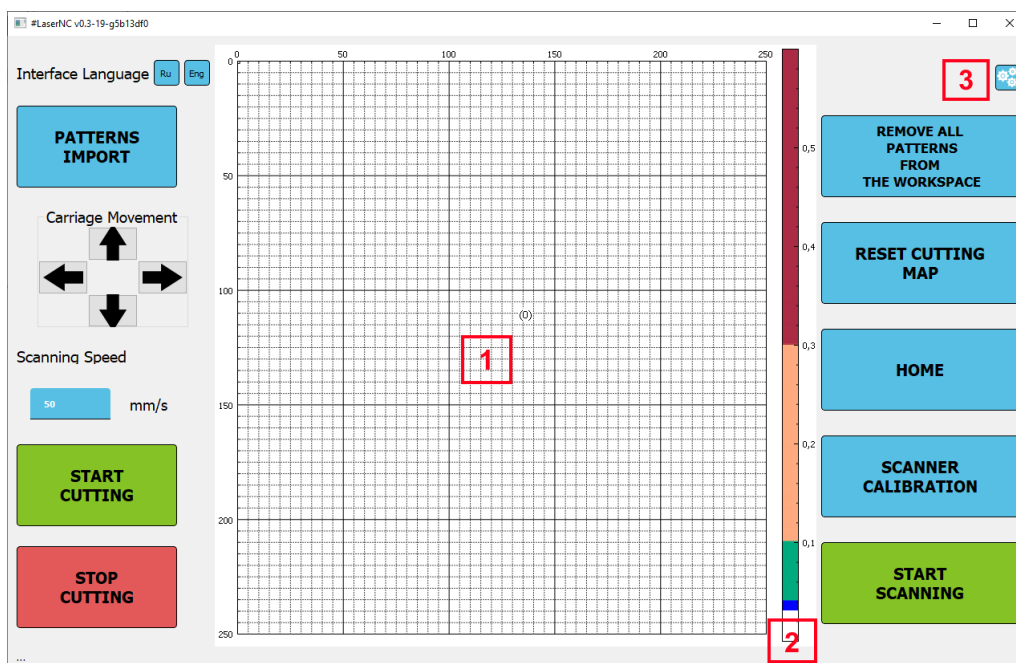 #LaserNC v0.3-19-g5b13df0
Interface Language Ru Eng
PATTERNS
IMPORT
Carriage Movement
Scanning Speed
50 mm/s
START
CUTTING
STOP
CUTTING
...
0 50 100 150 200 250
0
50
100
150
200
250
(0)
1
0,5
0,4
0,3
0,2
0,1
2
3
REMOVE ALL
PATTERNS
FROM
THE WORKSPACE
RESET CUTTING
MAP
HOME
SCANNER
CALIBRATION
START
SCANNING